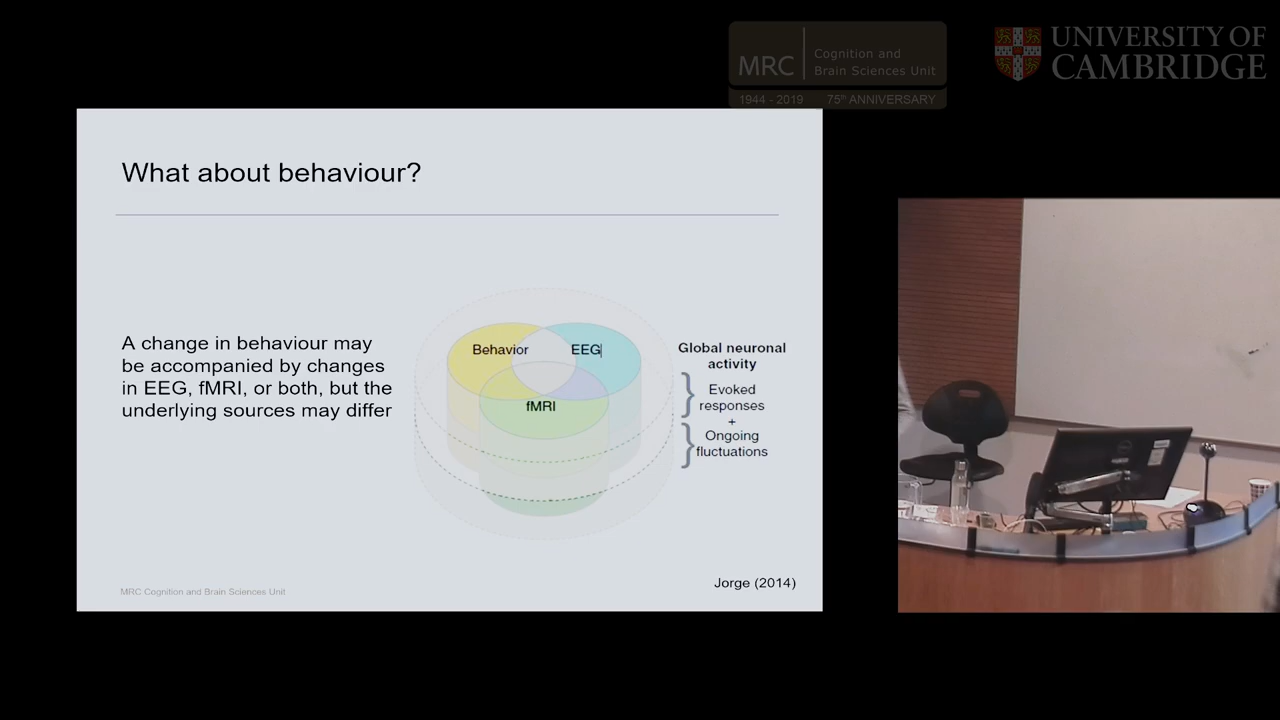 MRC
Cognition and
Brain Sciences Unit
1944 - 2019 75th ANNIVERSARY
UNIVERSITY OF
CAMBRIDGE
What about behaviour?
A change in behaviour may
be accompanied by changes
in EEG, fMRI, or both, but the
underlying sources may differ
Behavior
EEG
fMRI
Global neuronal
activity
Evoked
responses
+
Ongoing
fluctuations
Jorge (2014)
MRC Cognition and Brain Sciences Unit